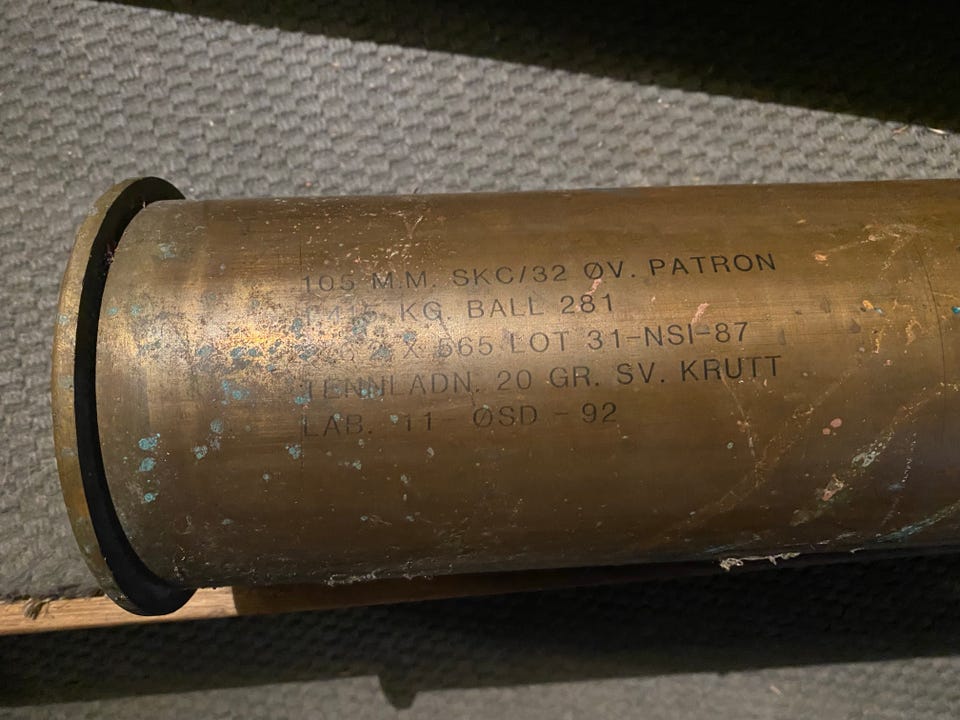 105 M.M. SKC/32 ØV. PATRON
KG. BALL 281
X 565 LOT 31-NSI-87
TENNLADN. 20 GR. SV. KRUTT
LAB. 11-ØSD-92